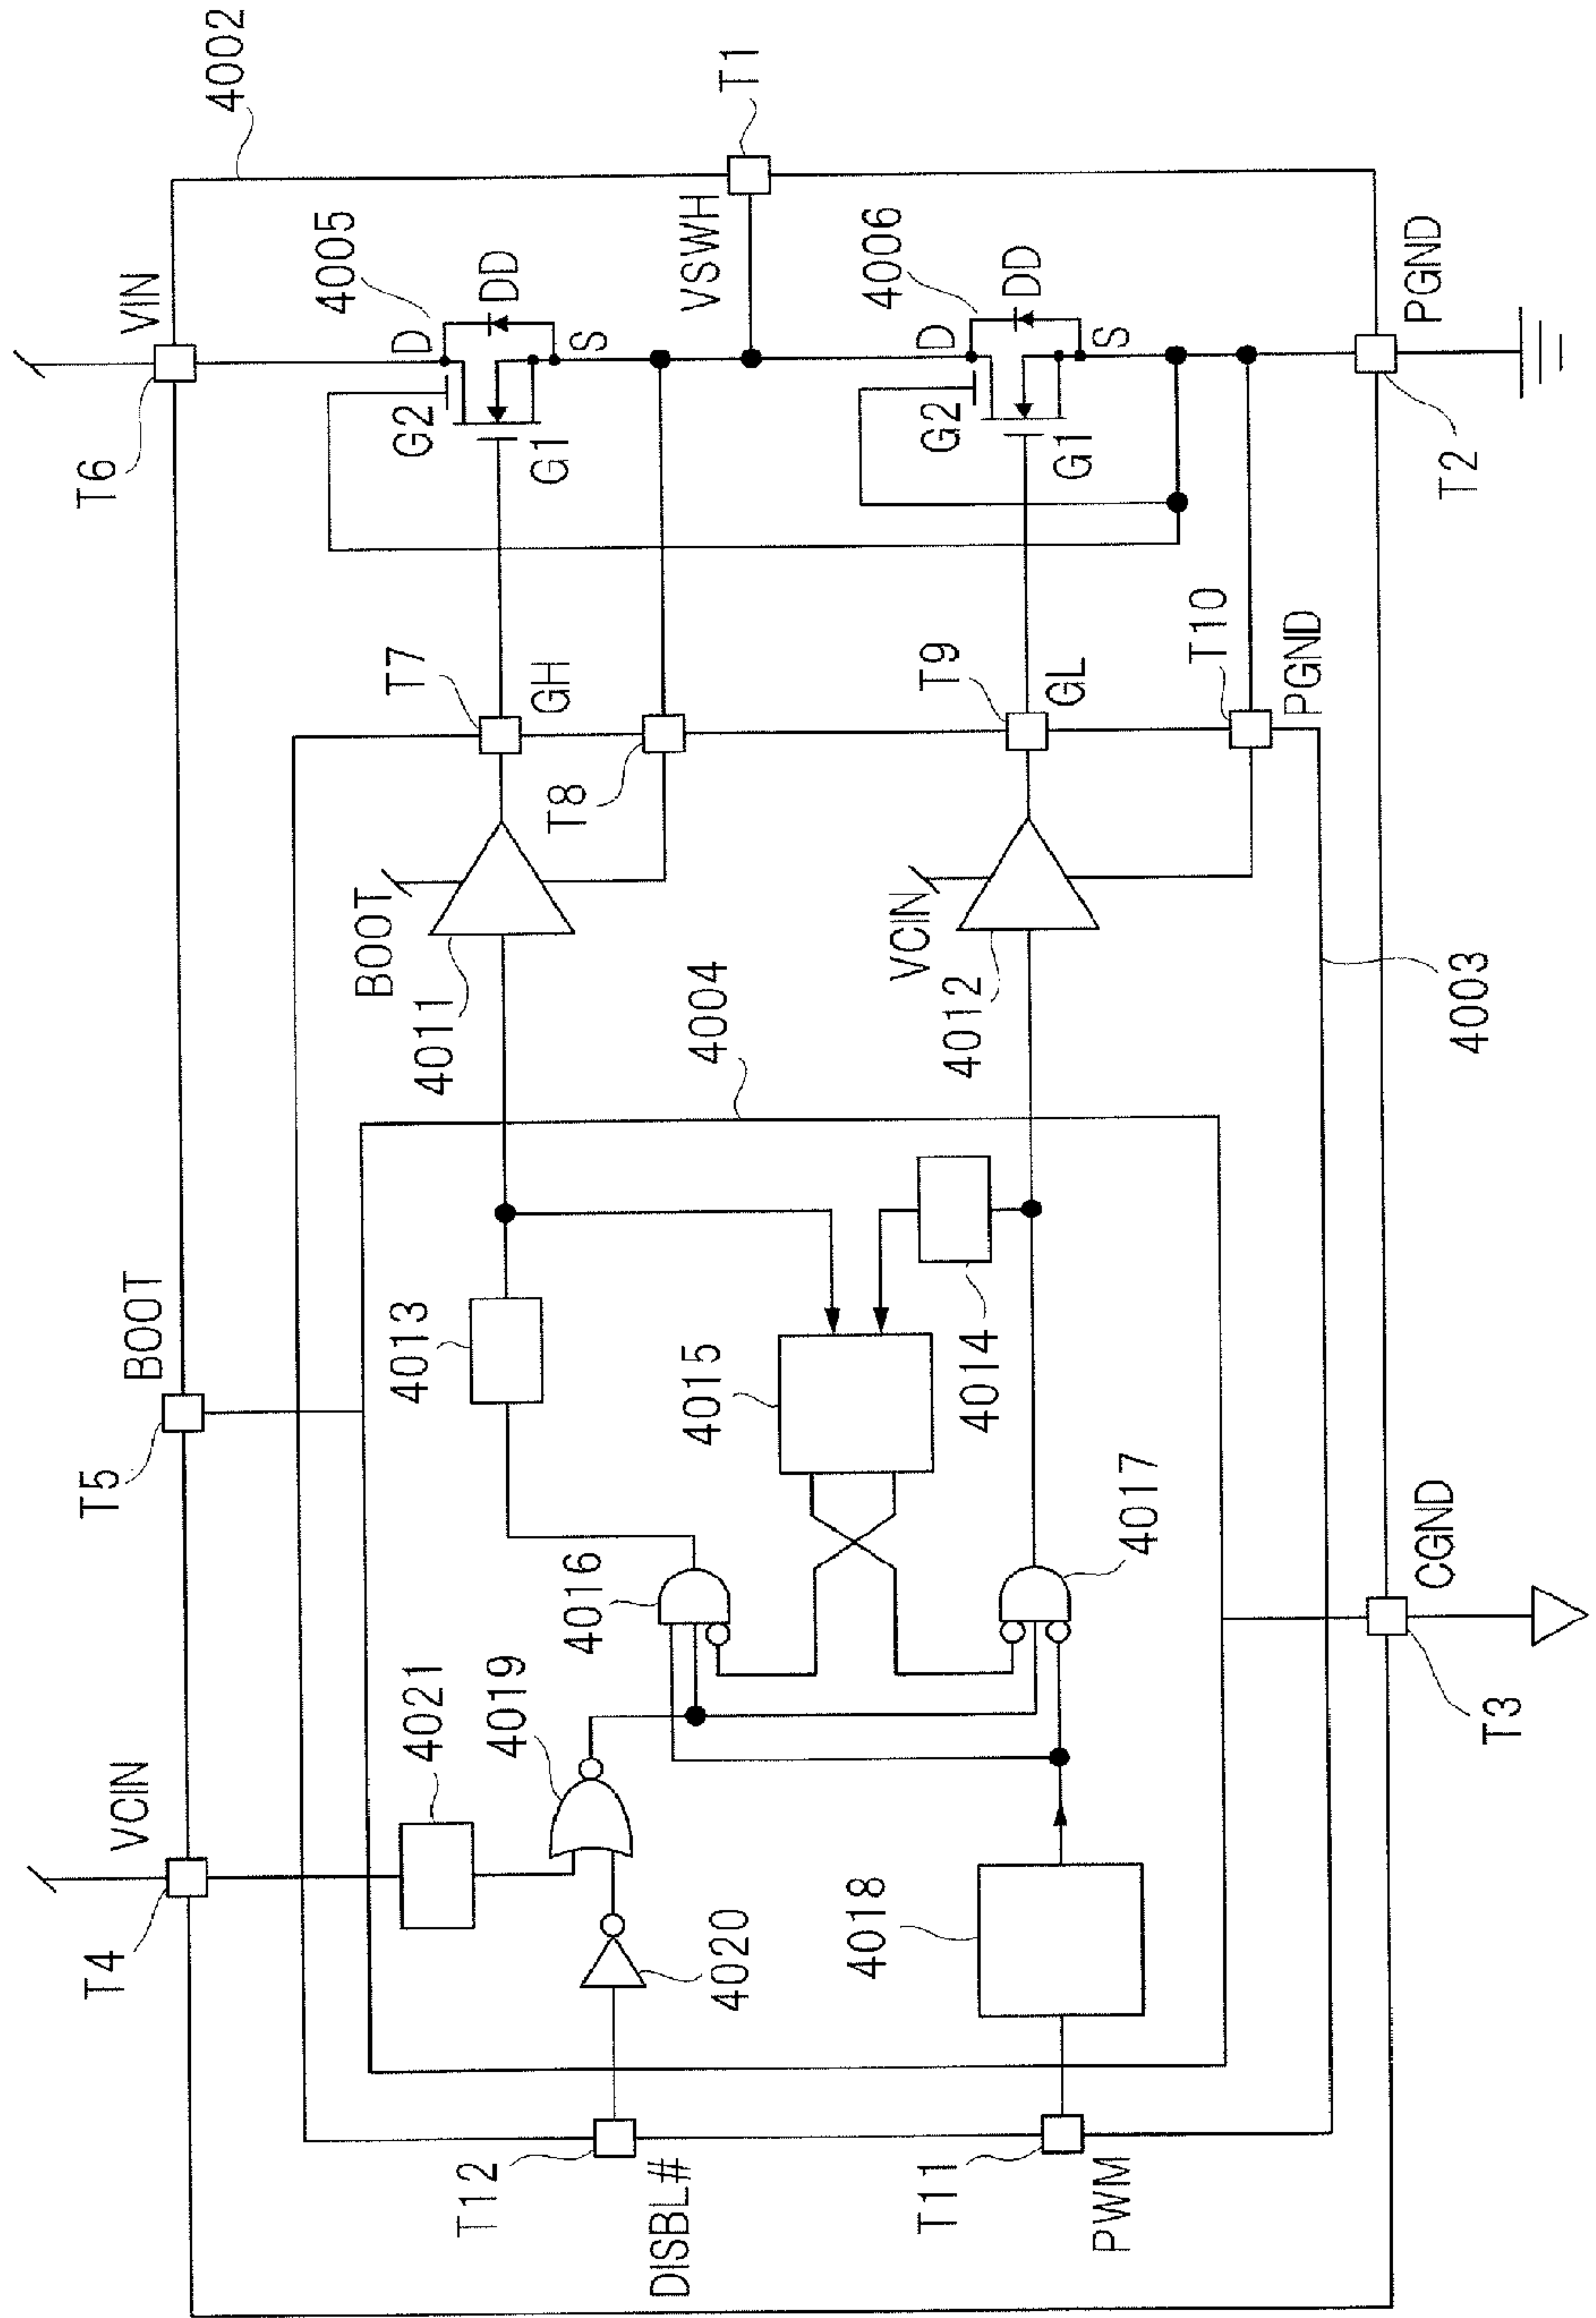 VCIN
T4
BOOT
T5
VIN
T6
4002
4021
4019
4020
4016
4013
4015
4014
4017
4018
4004
BOOT
4011
VCIN
4012
T7
GH
T8
T9
GL
T10
PGND
4005
D
DD
G2
G1
S
VSWH
T1
4006
D
DD
G2
G1
S
T12
DISBL#
T11
PWM
4003
T3
CGND
T2
PGND